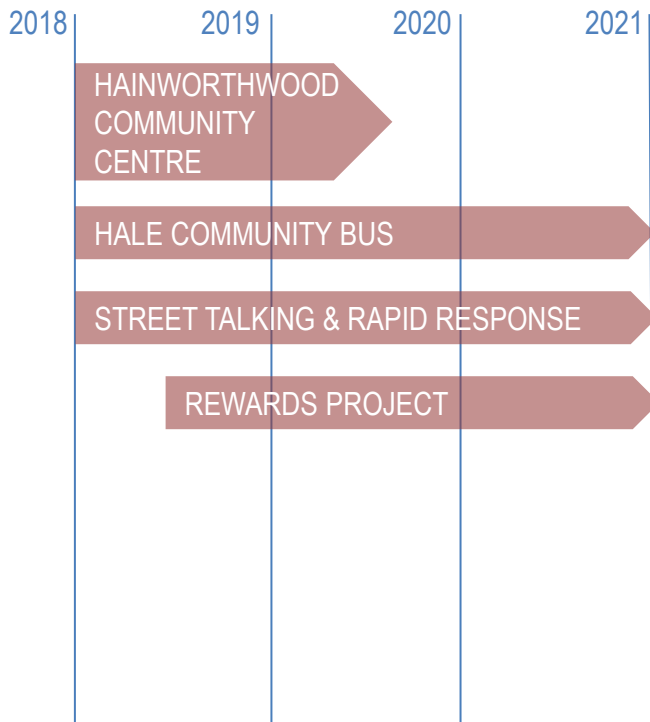 2018 2019 2020 2021
HAINWORTHWOOD
COMMUNITY
CENTRE
HALE COMMUNITY BUS
STREET TALKING & RAPID RESPONSE
REWARDS PROJECT